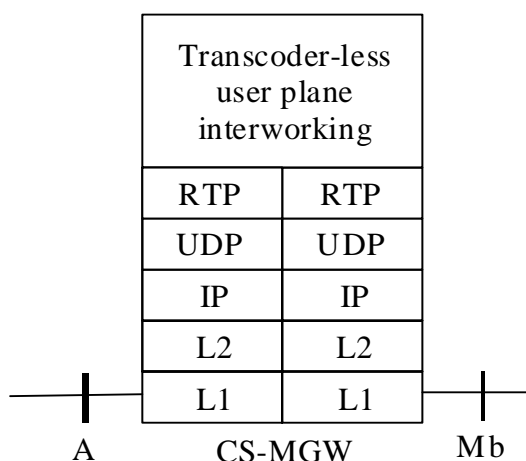 Transcoder-less
user plane
interworking
RTP RTP
UDP UDP
IP IP
L2 L2
L1 L1
A CS-MGW Mb